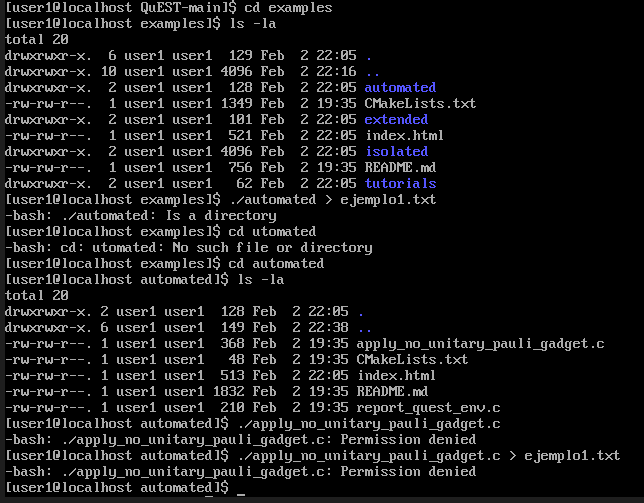 [user1@localhost QuEST-main]$ cd examples
[user1@localhost examples]$ ls -la
total 20
drwxrwxr-x.  6 user1 user1  129 Feb  2 22:05 .
drwxrwxr-x. 10 user1 user1 4096 Feb  2 22:16 ..
drwxrwxr-x.  2 user1 user1  128 Feb  2 22:05 automated
-rw-rw-r--.  1 user1 user1 1349 Feb  2 19:35 CMakeLists.txt
drwxrwxr-x.  2 user1 user1  101 Feb  2 22:05 extended
-rw-rw-r--.  1 user1 user1  521 Feb  2 22:05 index.html
drwxrwxr-x.  2 user1 user1 4096 Feb  2 22:05 isolated
-rw-rw-r--.  1 user1 user1  756 Feb  2 19:35 README.md
drwxrwxr-x.  2 user1 user1   62 Feb  2 22:05 tutorials
[user1@localhost examples]$ ./automated > ejemplo1.txt
-bash: ./automated: Is a directory
[user1@localhost examples]$ cd utomated
-bash: cd: utomated: No such file or directory
[user1@localhost examples]$ cd automated
[user1@localhost automated]$ ls -la
total 20
drwxrwxr-x. 2 user1 user1  128 Feb  2 22:05 .
drwxrwxr-x. 6 user1 user1  149 Feb  2 22:38 ..
-rw-rw-r--. 1 user1 user1  368 Feb  2 19:35 apply_no_unitary_pauli_gadget.c
-rw-rw-r--. 1 user1 user1   48 Feb  2 19:35 CMakeLists.txt
-rw-rw-r--. 1 user1 user1  513 Feb  2 22:05 index.html
-rw-rw-r--. 1 user1 user1 1832 Feb  2 19:35 README.md
-rw-rw-r--. 1 user1 user1  210 Feb  2 19:35 report_quest_env.c
[user1@localhost automated]$ ./apply_no_unitary_pauli_gadget.c
-bash: ./apply_no_unitary_pauli_gadget.c: Permission denied
[user1@localhost automated]$ ./apply_no_unitary_pauli_gadget.c > ejemplo1.txt
-bash: ./apply_no_unitary_pauli_gadget.c: Permission denied
[user1@localhost automated]$ _